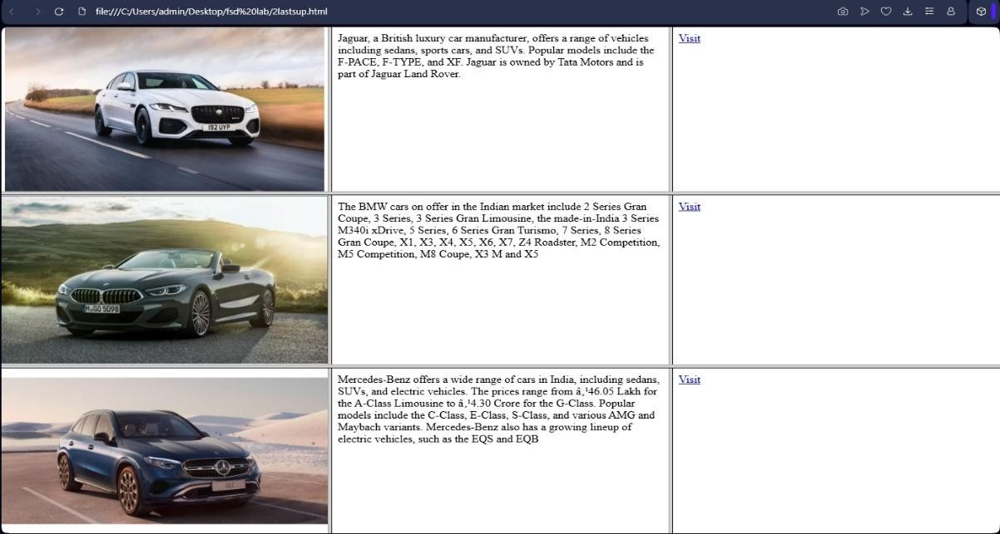 file:///C:/Users/admin/Desktop/fsd%20lab/2lastsup.html
Jaguar, a British luxury car manufacturer, offers a range of vehicles
including sedans, sports cars, and SUVs. Popular models include the
F-PACE, F-TYPE, and XF. Jaguar is owned by Tata Motors and is
part of Jaguar Land Rover.
Visit
192 UYP
The BMW cars on offer in the Indian market include 2 Series Gran
Coupe, 3 Series, 3 Series Gran Limousine, the made-in-India 3 Series
M340i xDrive, 5 Series, 6 Series Gran Turismo, 7 Series, 8 Series
Gran Coupe, X1, X3, X4, X5, X6, X7, Z4 Roadster, M2 Competition,
M5 Competition, M8 Coupe, X3 M and X5
Visit
Mercedes-Benz offers a wide range of cars in India, including sedans,
SUVs, and electric vehicles. The prices range from â‚¹46.05 Lakh for
the A-Class Limousine to â‚¹4.30 Crore for the G-Class. Popular
models include the C-Class, E-Class, S-Class, and various AMG and
Maybach variants. Mercedes-Benz also has a growing lineup of
electric vehicles, such as the EQS and EQB
Visit